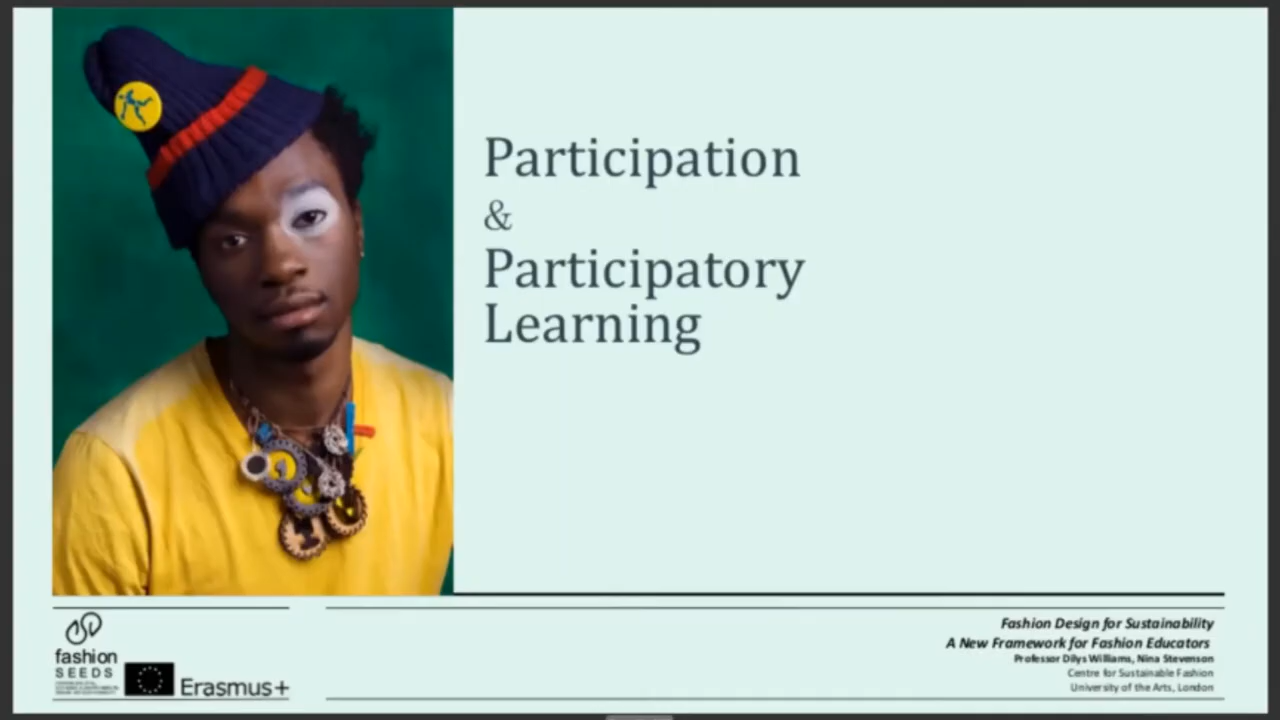 Participation
&
Participatory
Learning
Fashion Design for Sustainability
A New Framework for Fashion Educators
Professor Dilys Williams, Nina Stevenson
Centre for Sustainable Fashion
University of the Arts, London
fashion
SEEDS
Erasmus+